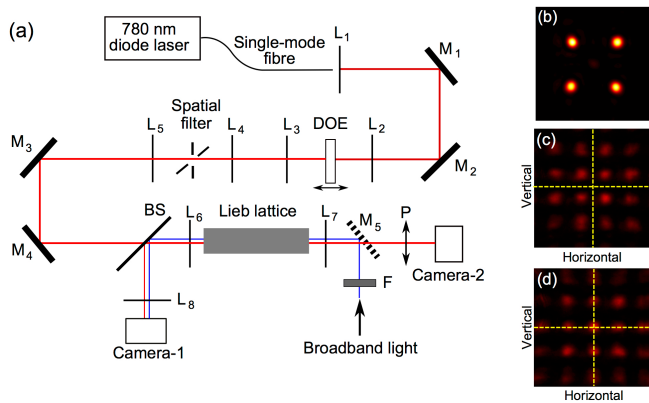 (a)
780 nm
diode laser
Single-mode
fibre
L1
M1
(b)
Spatial
filter
L5
L4
L3
DOE
L2
M3
M2
(c)
Vertical
Horizontal
BS
L6
Lieb lattice
L7
M5
P
M4
Camera-2
F
L8
Camera-1
Broadband light
(d)
Vertical
Horizontal